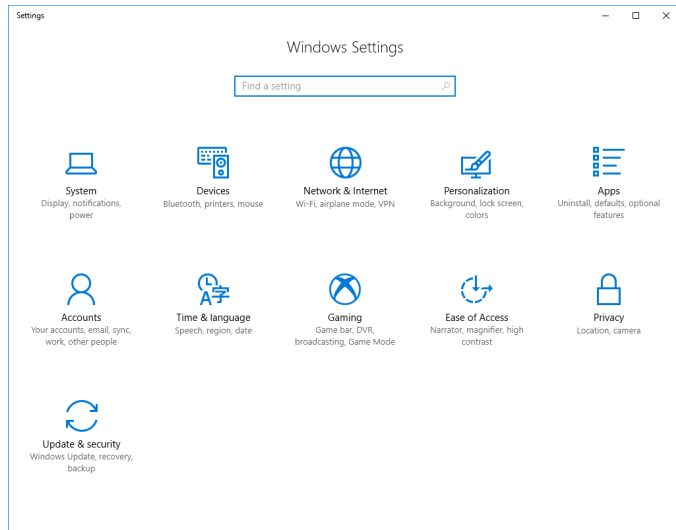 Settings
Windows Settings
Find a setting
System
Display, notifications,
power
Devices
Bluetooth, printers, mouse
Network & Internet
Wi-Fi, airplane mode, VPN
Personalization
Background, lock screen,
colors
Apps
Uninstall, defaults, optional
features
Accounts
Your accounts, email, sync,
work, other people
Time & language
Speech, region, date
Gaming
Game bar, DVR,
broadcasting, Game Mode
Ease of Access
Narrator, magnifier, high
contrast
Privacy
Location, camera
Update & security
Windows Update, recovery,
backup